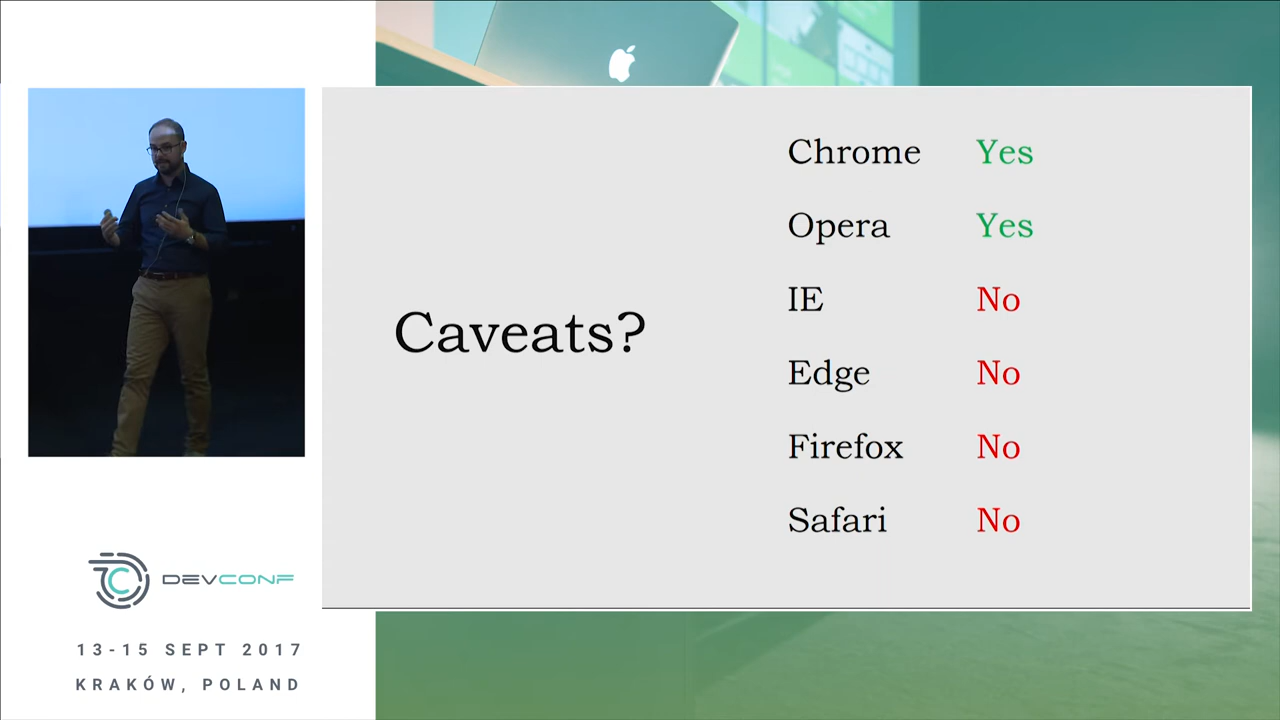 Caveats?
Chrome Yes
Opera Yes
IE No
Edge No
Firefox No
Safari No
DEVCONF
13-15 SEPT 2017
KRAKÓW, POLAND